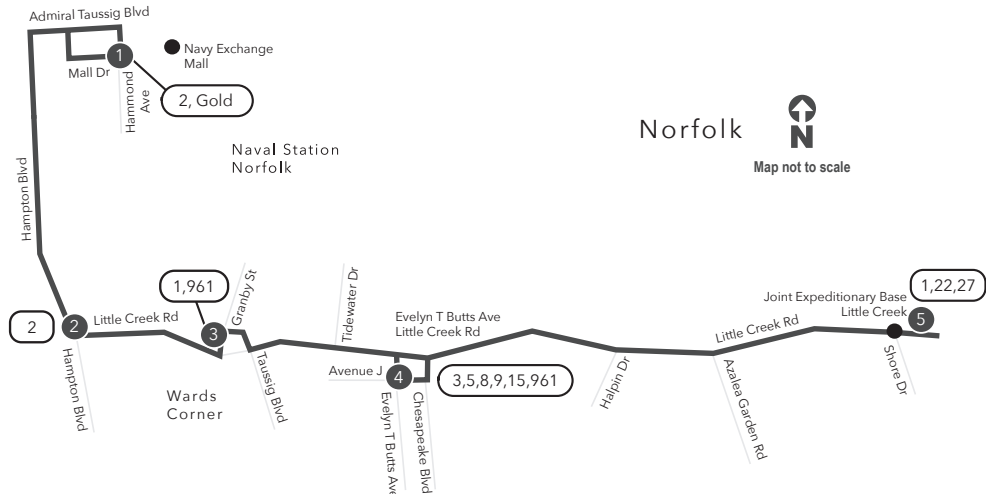 Admiral Taussig Blvd
1
Navy Exchange
Mall
Mall Dr
Hammond
Ave
2, Gold
Norfolk
N
Map not to scale
Naval Station
Norfolk
Hampton Blvd
1,961
Granby St
Tidewater Dr
2
2
Little Creek Rd
3
Evelyn T Butts Ave
Little Creek Rd
Joint Expeditionary Base
Little Creek
1,22,27
5
Little Creek Rd
Hampton Blvd
Wards
Corner
Taussig Blvd
Avenue J
4
3,5,8,9,15,961
Evelyn T Butts Ave
Chesapeake Blvd
Halpin Dr
Azalea Garden Rd
Shore Dr